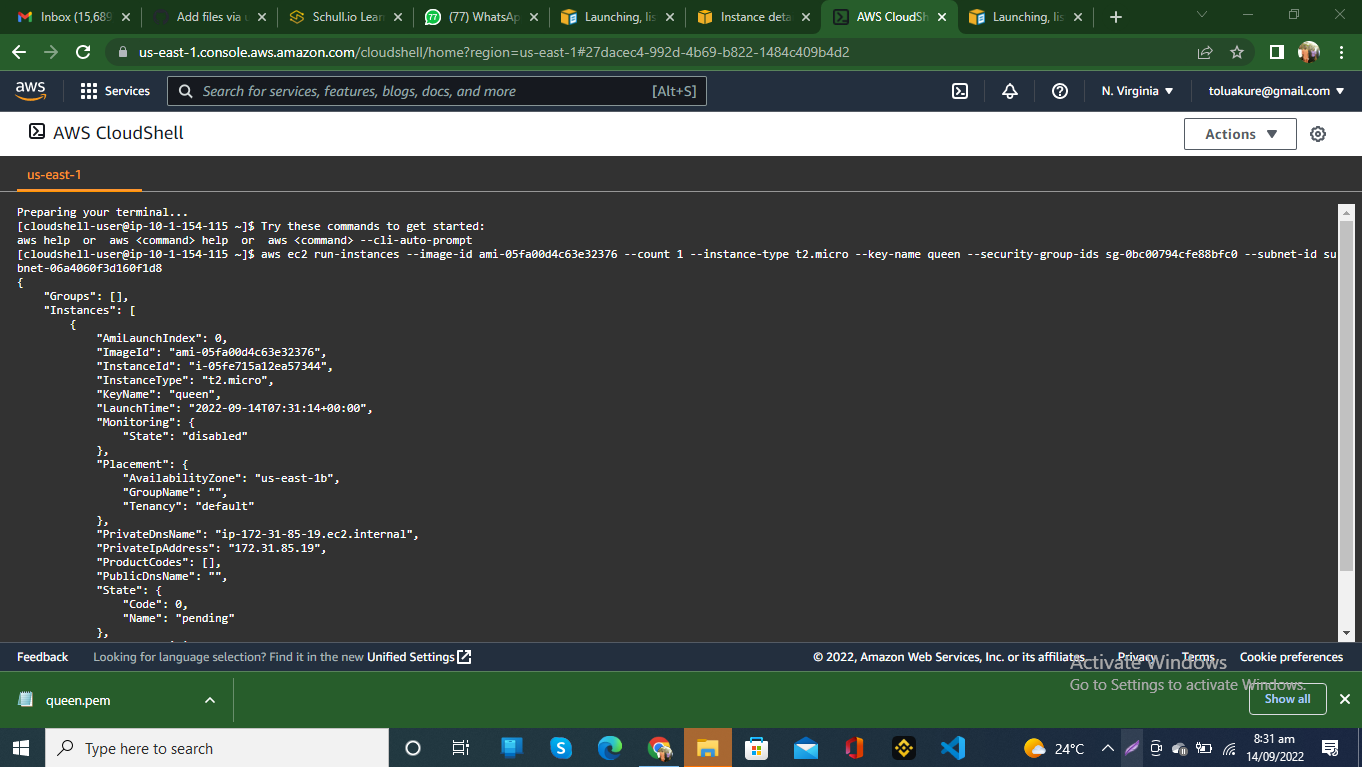 Inbox (15,689
Add files via u
Schull.io Lear
(77) WhatsAp
Launching, lis
Instance deta
AWS CloudSh
Launching, lis
us-east-1.console.aws.amazon.com/cloudshell/home?region=us-east-1#27dacec4-992d-4b69-b822-1484c409b4d2
aws
Services
Search for services, features, blogs, docs, and more
[Alt+S]
N. Virginia
toluakure@gmail.com
AWS CloudShell
Actions
us-east-1
Preparing your terminal...
[cloudshell-user@ip-10-1-154-115 ~]$ Try these commands to get started:
aws help  or  aws <command> help  or  aws <command> --cli-auto-prompt
[cloudshell-user@ip-10-1-154-115 ~]$ aws ec2 run-instances --image-id ami-05fa00d4c63e32376 --count 1 --instance-type t2.micro --key-name queen --security-group-ids sg-0bc00794cfe88bfc0 --subnet-id su
bnet-06a4060f3d160f1d8
{
    "Groups": [],
    "Instances": [
        {
            "AmiLaunchIndex": 0,
            "ImageId": "ami-05fa00d4c63e32376",
            "InstanceId": "i-05fe715a12ea57344",
            "InstanceType": "t2.micro",
            "KeyName": "queen",
            "LaunchTime": "2022-09-14T07:31:14+00:00",
            "Monitoring": {
                "State": "disabled"
            },
            "Placement": {
                "AvailabilityZone": "us-east-1b",
                "GroupName": "",
                "Tenancy": "default"
            },
            "PrivateDnsName": "ip-172-31-85-19.ec2.internal",
            "PrivateIpAddress": "172.31.85.19",
            "ProductCodes": [],
            "PublicDnsName": "",
            "State": {
                "Code": 0,
                "Name": "pending"
            },
Feedback
Looking for language selection? Find it in the new Unified Settings
© 2022, Amazon Web Services, Inc. or its affiliates.
Privacy
Terms
Cookie preferences
Activate Windows
Go to Settings to activate Windows.
queen.pem
Show all
Type here to search
24°C
8:31 am
14/09/2022